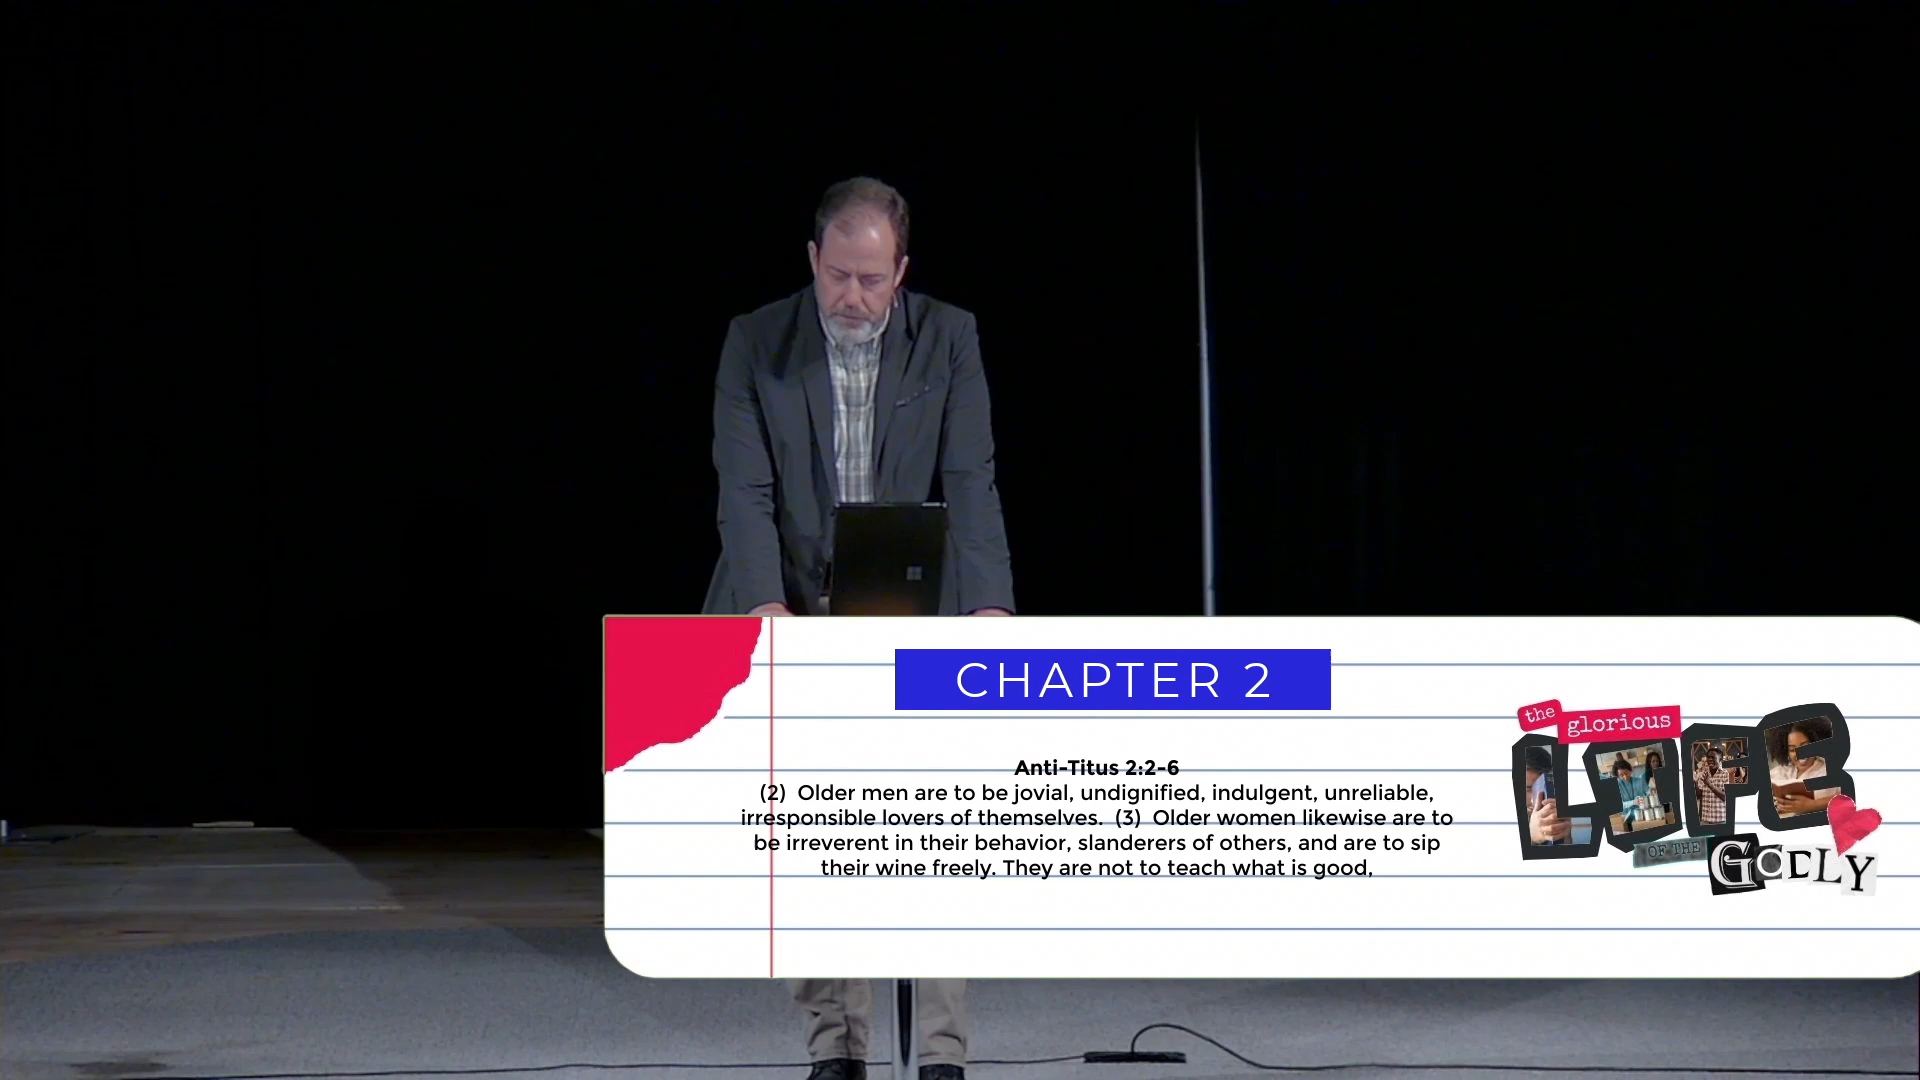 CHAPTER 2
Anti-Titus 2:2-6
(2)  Older men are to be jovial, undignified, indulgent, unreliable,
irresponsible lovers of themselves.  (3)  Older women likewise are to
be irreverent in their behavior, slanderers of others, and are to sip
their wine freely. They are not to teach what is good,
the
glorious
LIFE
OF THE
GODLY